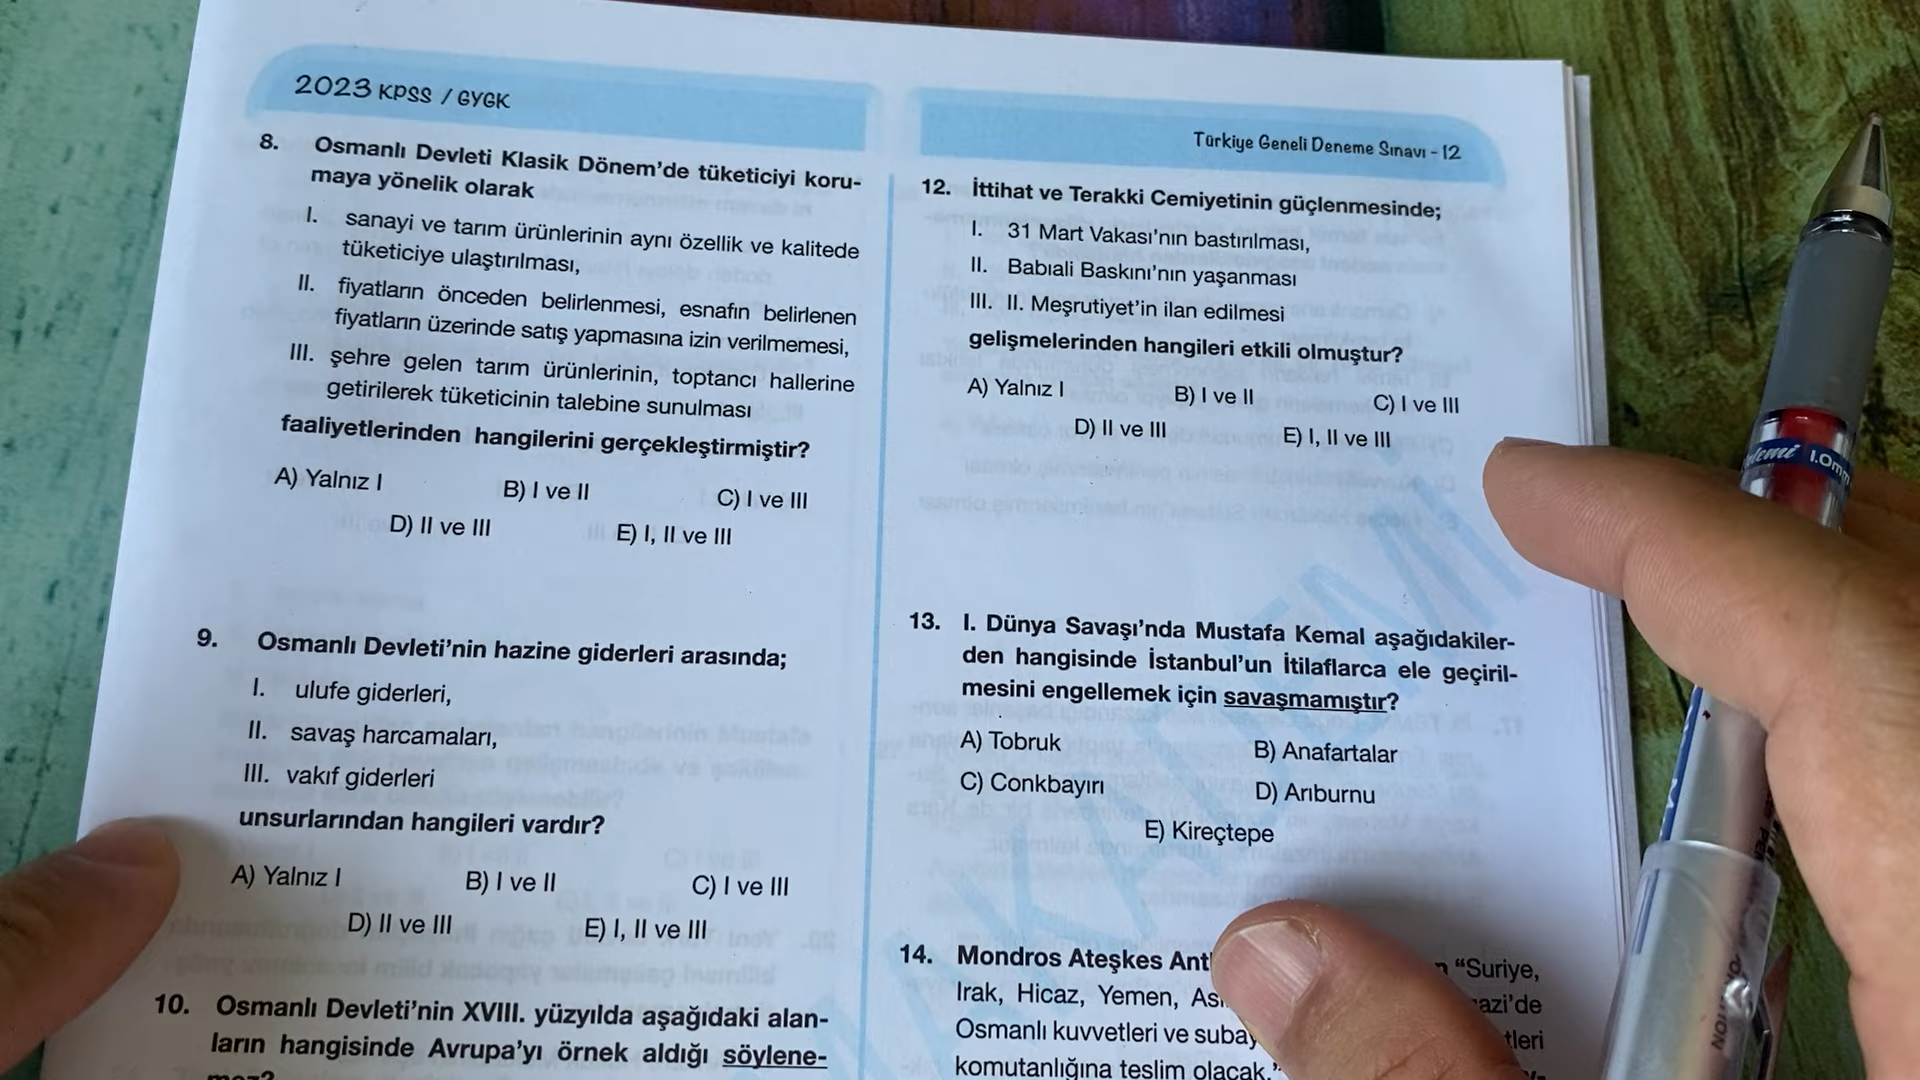 2023 KPSS / GYGK
8. Osmanlı Devleti Klasik Dönem'de tüketiciyi koru-
maya yönelik olarak
I. sanayi ve tarım ürünlerinin aynı özellik ve kalitede
tüketiciye ulaştırılması,
II. fiyatların önceden belirlenmesi, esnafın belirlenen
fiyatların üzerinde satış yapmasına izin verilmemesi,
III. şehre gelen tarım ürünlerinin, toptancı hallerine
getirilerek tüketicinin talebine sunulması
faaliyetlerinden hangilerini gerçekleştirmiştir?
A) Yalnız I B) I ve II C) I ve III
D) II ve III E) I, II ve III
9. Osmanlı Devleti'nin hazine giderleri arasında;
I. ulufe giderleri,
II. savaş harcamaları,
III. vakıf giderleri
unsurlarından hangileri vardır?
A) Yalnız I B) I ve II C) I ve III
D) II ve III E) I, II ve III
10. Osmanlı Devleti'nin XVIII. yüzyılda aşağıdaki alan-
ların hangisinde Avrupa'yı örnek aldığı söylene-
Türkiye Geneli Deneme Sınavı - 12
12. İttihat ve Terakki Cemiyetinin güçlenmesinde;
I. 31 Mart Vakası'nın bastırılması,
II. Babıali Baskını'nın yaşanması
III. II. Meşrutiyet'in ilan edilmesi
gelişmelerinden hangileri etkili olmuştur?
A) Yalnız I B) I ve II C) I ve III
D) II ve III E) I, II ve III
13. I. Dünya Savaşı'nda Mustafa Kemal aşağıdakiler-
den hangisinde İstanbul'un İtilaflarca ele geçiril-
mesini engellemek için savaşmamıştır?
A) Tobruk B) Anafartalar
C) Conkbayırı D) Arıburnu
E) Kireçtepe
14. Mondros Ateşkes "Suriye,
Irak, Hicaz, Yemen,
Osmanlı kuvvetleri ve
komutanlığına teslim olacak."
1.0m